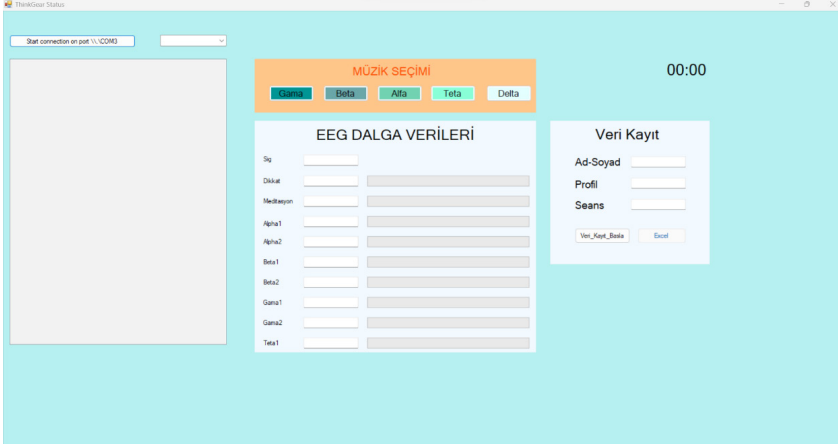 ThinkGear Status
Start connection on port \\.\COM3
MÜZİK SEÇİMİ
00:00
Gama Beta Alfa Teta Delta
EEG DALGA VERİLERİ
Veri Kayıt
Sig
Ad-Soyad
Dikkat
Profil
Meditasyon
Seans
Alpha1
Veri_Kayıt_Basla Excel
Alpha2
Beta1
Beta2
Gama1
Gama2
Teta1